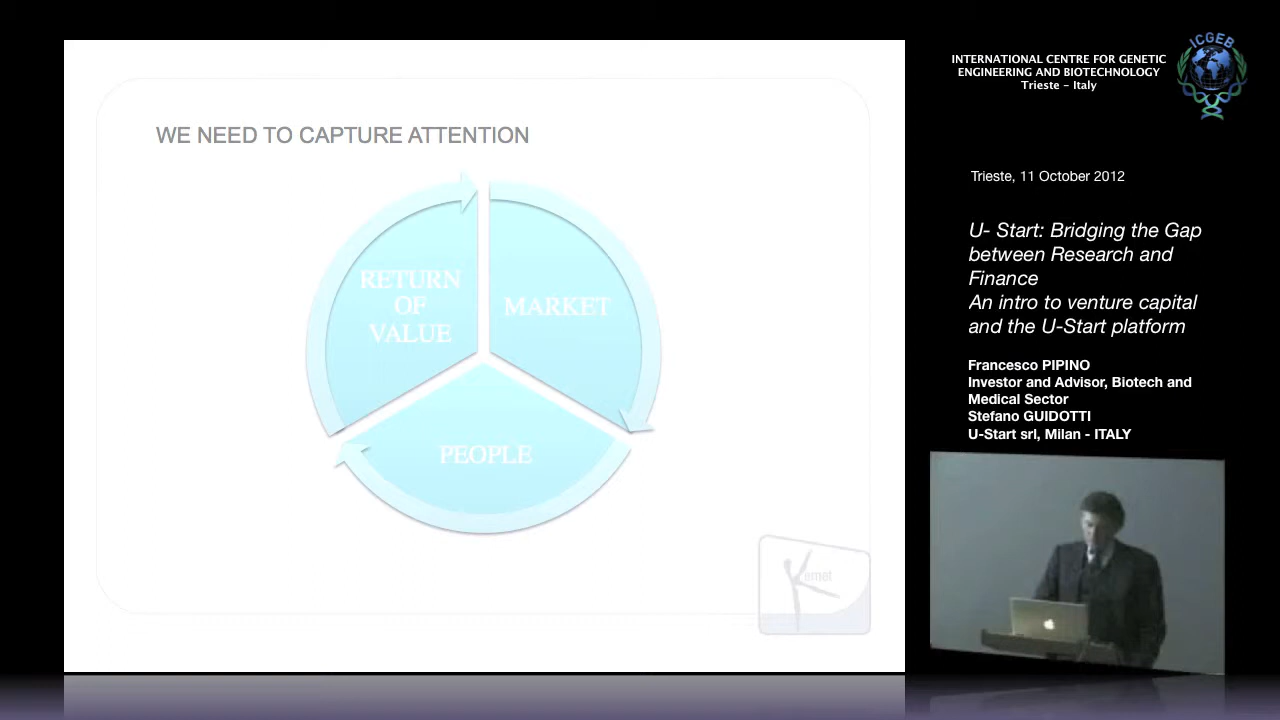 WE NEED TO CAPTURE ATTENTION
RETURN
OF
VALUE
MARKET
PEOPLE
Kemet
INTERNATIONAL CENTRE FOR GENETIC
ENGINEERING AND BIOTECHNOLOGY
Trieste - Italy
ICGEB
Trieste, 11 October 2012
U- Start: Bridging the Gap
between Research and
Finance
An intro to venture capital
and the U-Start platform
Francesco PIPINO
Investor and Advisor, Biotech and
Medical Sector
Stefano GUIDOTTI
U-Start srl, Milan - ITALY